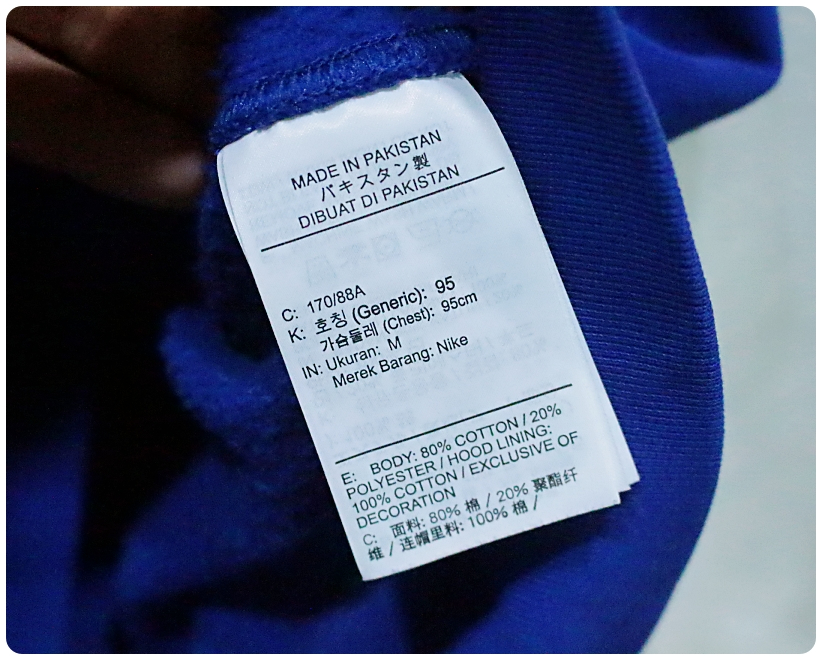 MADE IN PAKISTAN
パキスタン製
DIBUAT DI PAKISTAN
C: 170/88A
K: 호칭 (Generic): 95
가슴둘레 (Chest): 95cm
IN: Ukuran: M
Merek Barang: Nike
E: BODY: 80% COTTON / 20%
POLYESTER / HOOD LINING:
100% COTTON / EXCLUSIVE OF
DECORATION
C: 面料: 80% 棉 / 20% 聚酯纤
维 / 连帽里料: 100% 棉 /